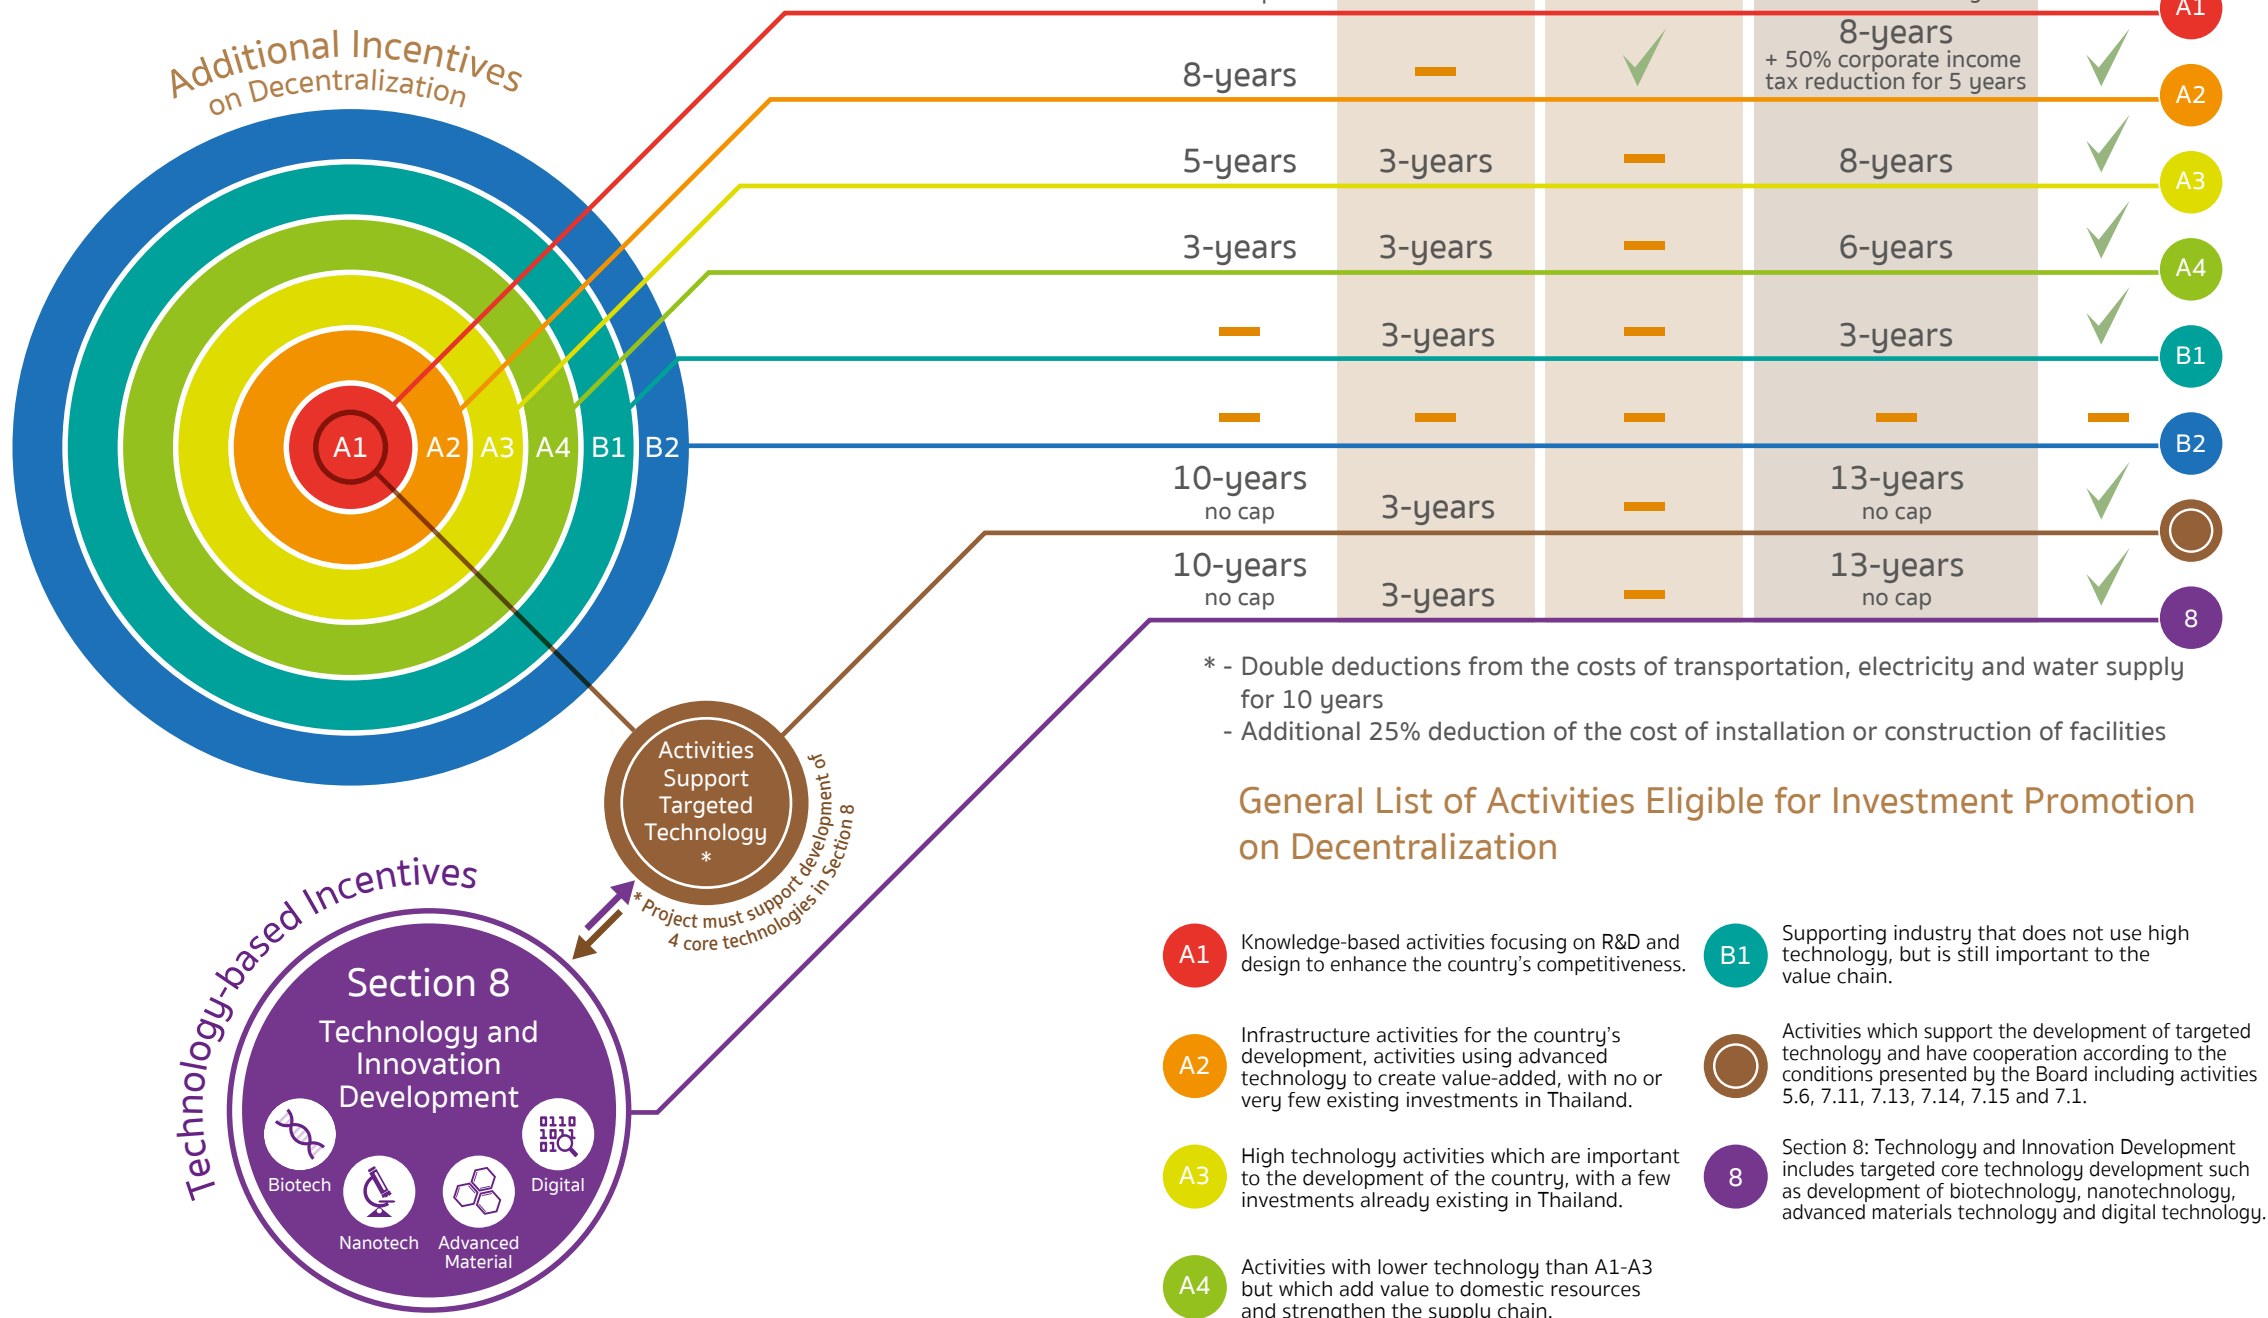 A1
8-years
8-years
+ 50% corporate income
tax reduction for 5 years
A2
5-years 3-years 8-years
A3
3-years 3-years 6-years
A4
3-years 3-years
B1
B2
10-years
no cap
3-years
13-years
no cap
10-years
no cap
3-years
13-years
no cap
8
Additional Incentives
on Decentralization
A1 A2 A3 A4 B1 B2
* - Double deductions from the costs of transportation, electricity and water supply
for 10 years
- Additional 25% deduction of the cost of installation or construction of facilities
Activities
Support
Targeted
Technology
*
* Project must support development of
4 core technologies in Section 8
Technology-based Incentives
Section 8
Technology and
Innovation
Development
0110
1011
01
Biotech
Nanotech
Advanced
Material
Digital
General List of Activities Eligible for Investment Promotion
on Decentralization
A1
Knowledge-based activities focusing on R&D and
design to enhance the country's competitiveness.
A2
Infrastructure activities for the country's
development, activities using advanced
technology to create value-added, with no or
very few existing investments in Thailand.
A3
High technology activities which are important
to the development of the country, with a few
investments already existing in Thailand.
A4
Activities with lower technology than A1-A3
but which add value to domestic resources
and strengthen the supply chain.
B1
Supporting industry that does not use high
technology, but is still important to the
value chain.
Activities which support the development of targeted
technology and have cooperation according to the
conditions presented by the Board including activities
5.6, 7.11, 7.13, 7.14, 7.15 and 7.1.
8
Section 8: Technology and Innovation Development
includes targeted core technology development such
as development of biotechnology, nanotechnology,
advanced materials technology and digital technology.